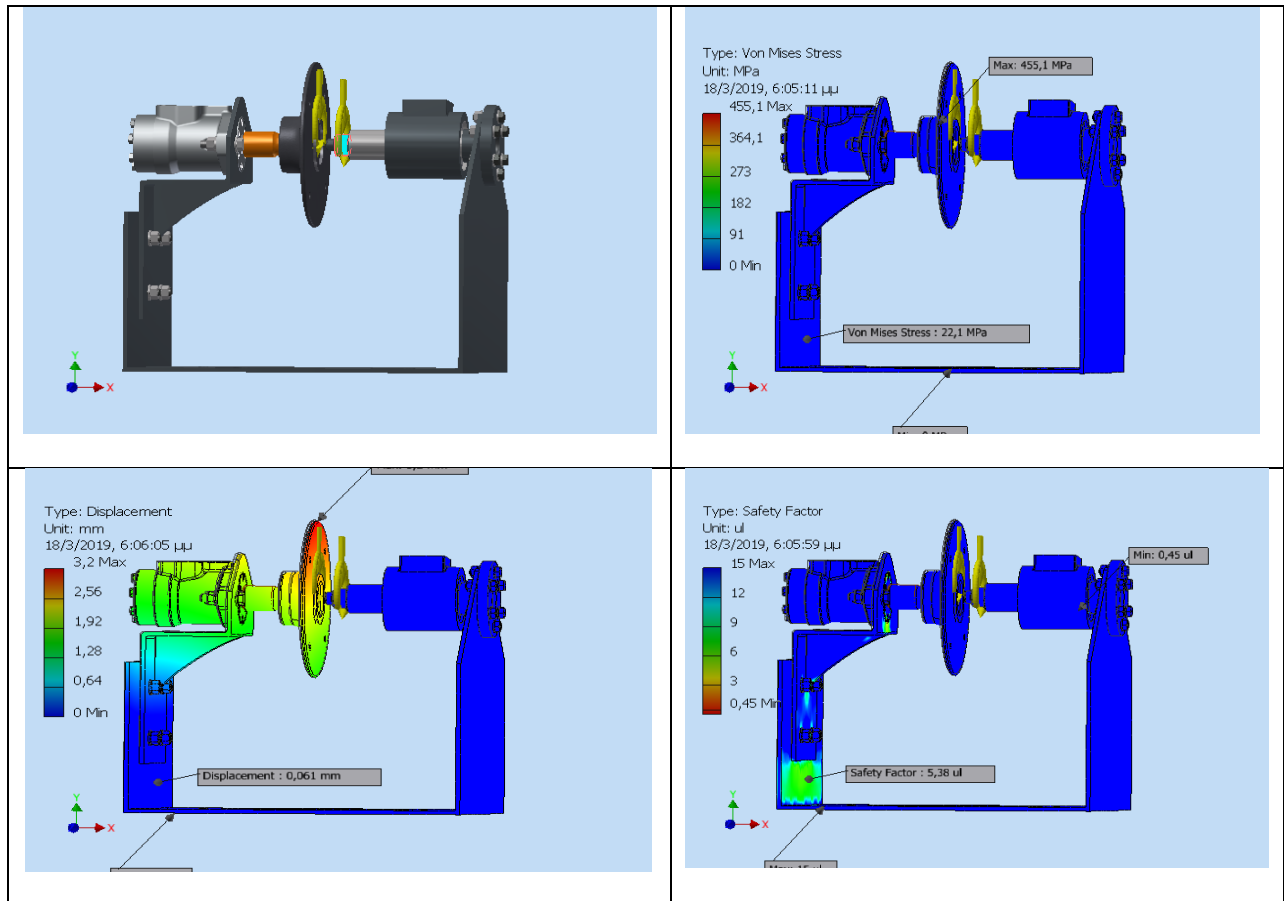 Type: Von Mises Stress
Unit: MPa
18/3/2019, 6:05:11 μμ
455,1 Max
364,1
273
182
91
0 Min
Max: 455,1 MPa
Von Mises Stress : 22,1 MPa
Y
X
Y
X
Type: Displacement
Unit: mm
18/3/2019, 6:06:05 μμ
3,2 Max
2,56
1,92
1,28
0,64
0 Min
Displacement : 0,061 mm
Y
X
Type: Safety Factor
Unit: ul
18/3/2019, 6:05:59 μμ
15 Max
12
9
6
3
0,45 Min
Min: 0,45 ul
Safety Factor : 5,38 ul
Y
X